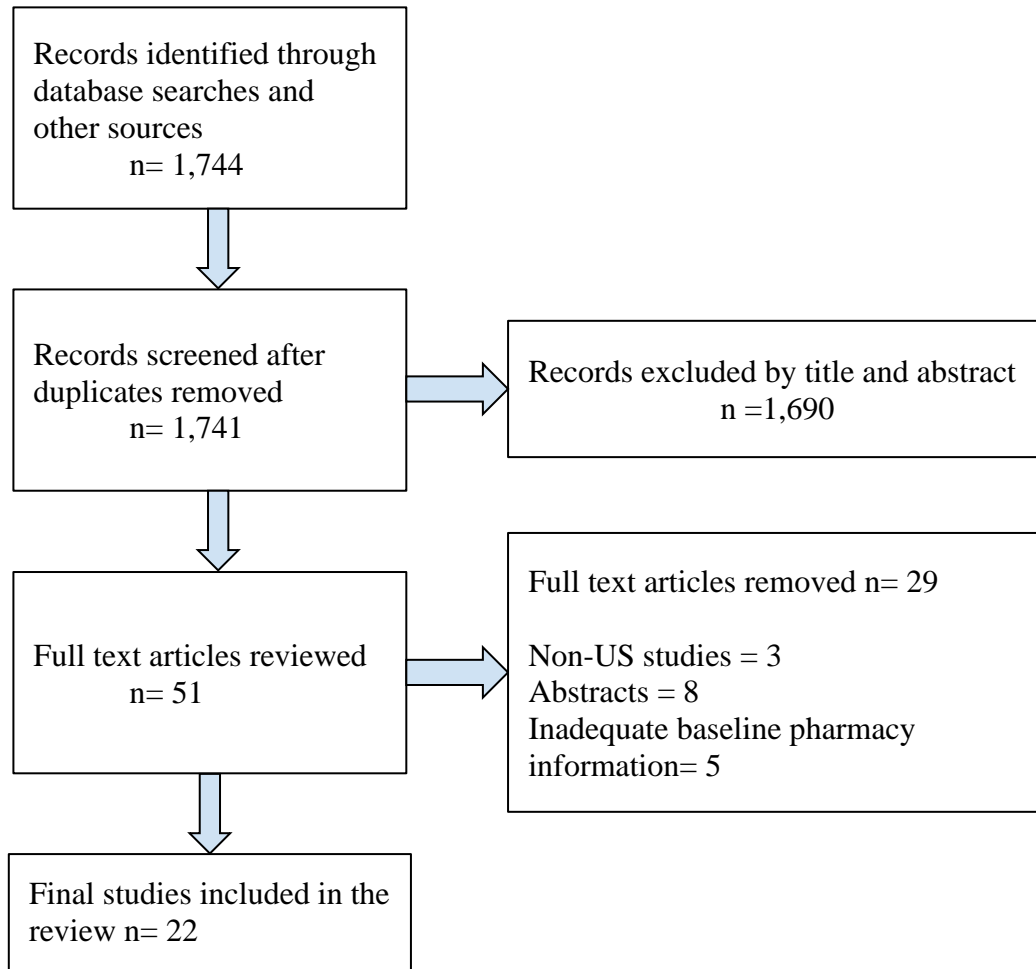 Records identified through
database searches and
other sources
n= 1,744
Records screened after
duplicates removed
n= 1,741
Records excluded by title and abstract
n =1,690
Full text articles reviewed
n= 51
Full text articles removed n= 29
Non-US studies = 3
Abstracts = 8
Inadequate baseline pharmacy
information= 5
Final studies included in the
review n= 22